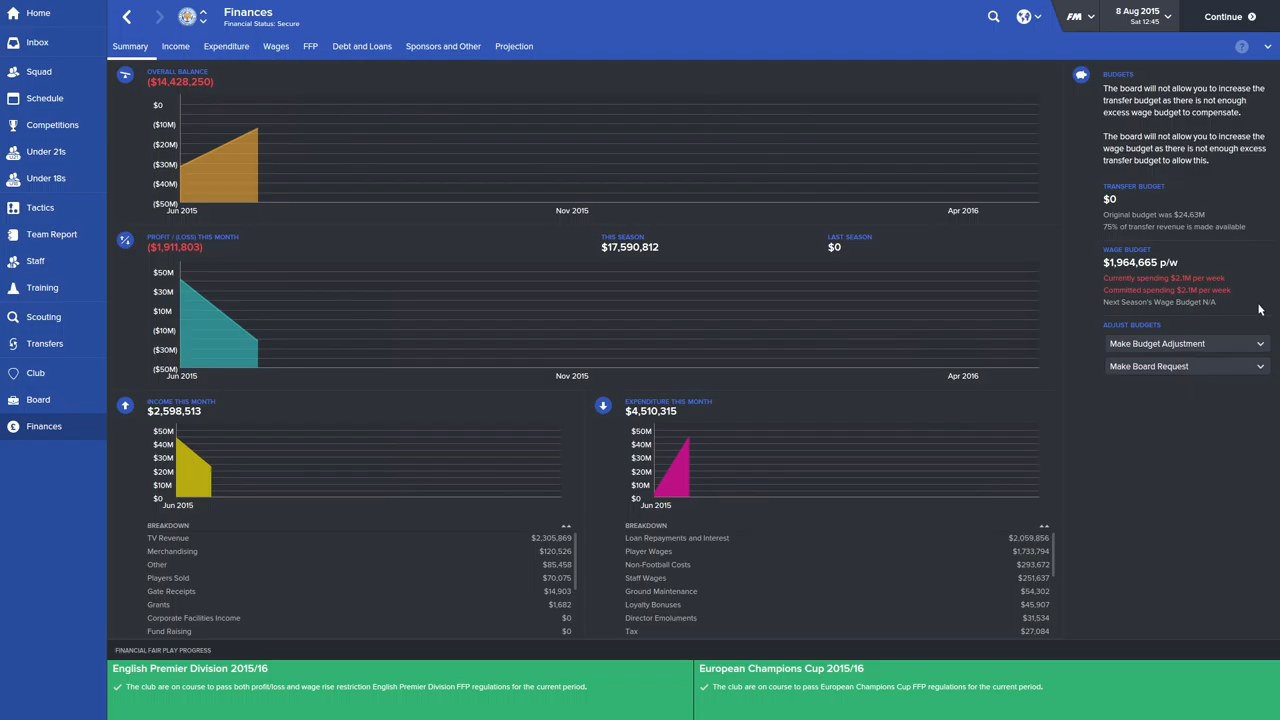 Home
Inbox
Squad
Schedule
Competitions
Under 21s
Under 18s
Tactics
Team Report
Staff
Training
Scouting
Transfers
Club
Board
Finances
Finances
Financial Status: Secure
FM
8 Aug 2015
Sat 12:45
Continue
Summary Income Expenditure Wages FFP Debt and Loans Sponsors and Other Projection
OVERALL BALANCE
($14,428,250)
$0
($10M)
($20M)
($30M)
($40M)
($50M)
Jun 2015 Nov 2015 Apr 2016
PROFIT / (LOSS) THIS MONTH
($1,911,803)
THIS SEASON
$17,590,812
LAST SEASON
$0
$50M
$30M
$10M
($10M)
($30M)
($50M)
Jun 2015 Nov 2015 Apr 2016
INCOME THIS MONTH
$2,598,513
$50M
$40M
$30M
$20M
$10M
$0
Jun 2015
BREAKDOWN
TV Revenue $2,305,869
Merchandising $120,526
Other $85,458
Players Sold $70,075
Gate Receipts $14,903
Grants $1,682
Corporate Facilities Income $0
Fund Raising $0
EXPENDITURE THIS MONTH
$4,510,315
$50M
$40M
$30M
$20M
$10M
$0
Jun 2015
BREAKDOWN
Loan Repayments and Interest $2,059,856
Player Wages $1,733,794
Non-Football Costs $293,672
Staff Wages $251,637
Ground Maintenance $54,302
Loyalty Bonuses $45,907
Director Emoluments $31,534
Tax $27,084
BUDGETS
The board will not allow you to increase the
transfer budget as there is not enough
excess wage budget to compensate.
The board will not allow you to increase the
wage budget as there is not enough excess
transfer budget to allow this.
TRANSFER BUDGET
$0
Original budget was $24.63M
75% of transfer revenue is made available
WAGE BUDGET
$1,964,665 p/w
Currently spending $2.1M per week
Committed spending $2.1M per week
Next Season's Wage Budget N/A
ADJUST BUDGETS
Make Budget Adjustment
Make Board Request
FINANCIAL FAIR PLAY PROGRESS
English Premier Division 2015/16
The club are on course to pass both profit/loss and wage rise restriction English Premier Division FFP regulations for the current period.
European Champions Cup 2015/16
The club are on course to pass European Champions Cup FFP regulations for the current period.